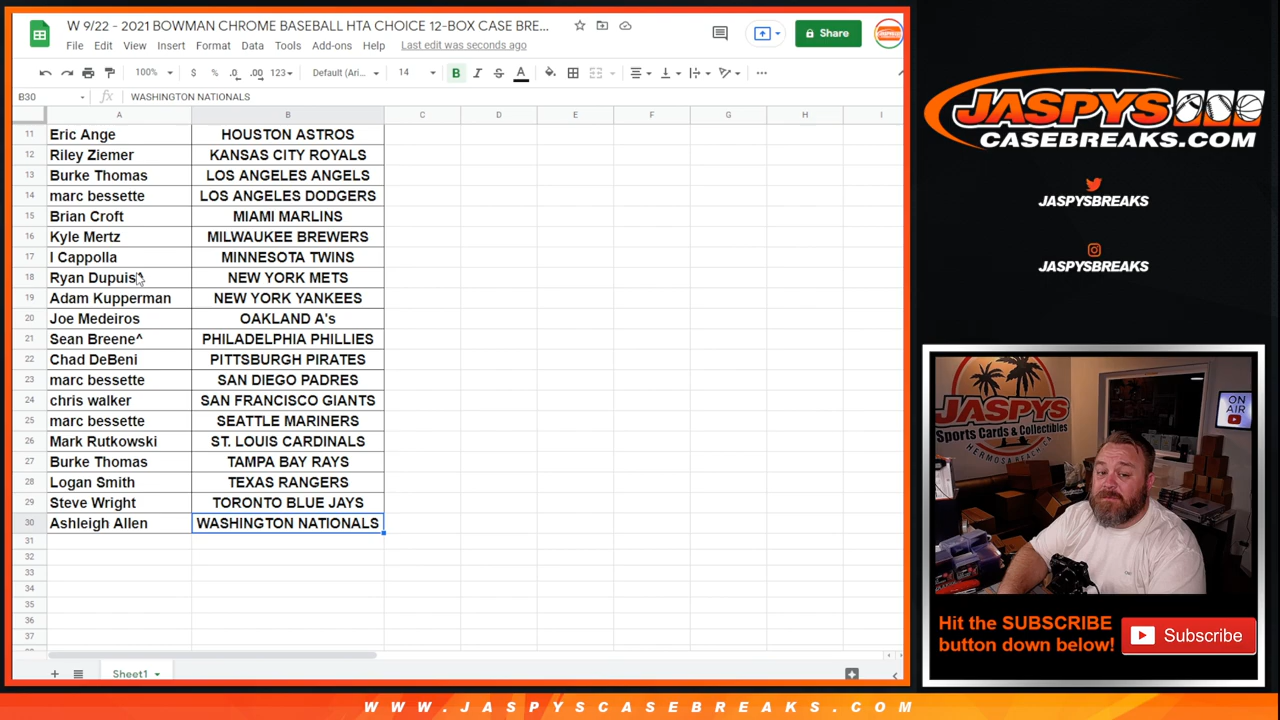 W 9/22 - 2021 BOWMAN CHROME BASEBALL HTA CHOICE 12-BOX CASE BRE...
File Edit View Insert Format Data Tools Add-ons Help Last edit was seconds ago
Share
100% $ % .0 .00 123 Default (Ari... 14 B I S A
B30 fx WASHINGTON NATIONALS
A B C D E F G H I
11 Eric Ange HOUSTON ASTROS
12 Riley Ziemer KANSAS CITY ROYALS
13 Burke Thomas LOS ANGELES ANGELS
14 marc bessette LOS ANGELES DODGERS
15 Brian Croft MIAMI MARLINS
16 Kyle Mertz MILWAUKEE BREWERS
17 I Cappolla MINNESOTA TWINS
18 Ryan Dupuis^ NEW YORK METS
19 Adam Kupperman NEW YORK YANKEES
20 Joe Medeiros OAKLAND A's
21 Sean Breene^ PHILADELPHIA PHILLIES
22 Chad DeBeni PITTSBURGH PIRATES
23 marc bessette SAN DIEGO PADRES
24 chris walker SAN FRANCISCO GIANTS
25 marc bessette SEATTLE MARINERS
26 Mark Rutkowski ST. LOUIS CARDINALS
27 Burke Thomas TAMPA BAY RAYS
28 Logan Smith TEXAS RANGERS
29 Steve Wright TORONTO BLUE JAYS
30 Ashleigh Allen WASHINGTON NATIONALS
31
32
33
34
35
36
37
Sheet1
JASPYS
CASEBREAKS.COM
JASPYSBREAKS
JASPYSBREAKS
JASPYS
Sports Cards & Collectibles
HERMOSA BEACH CA
ON
AIR
Hit the SUBSCRIBE
button down below!
Subscribe
WWW.JASPYSCASEBREAKS.COM